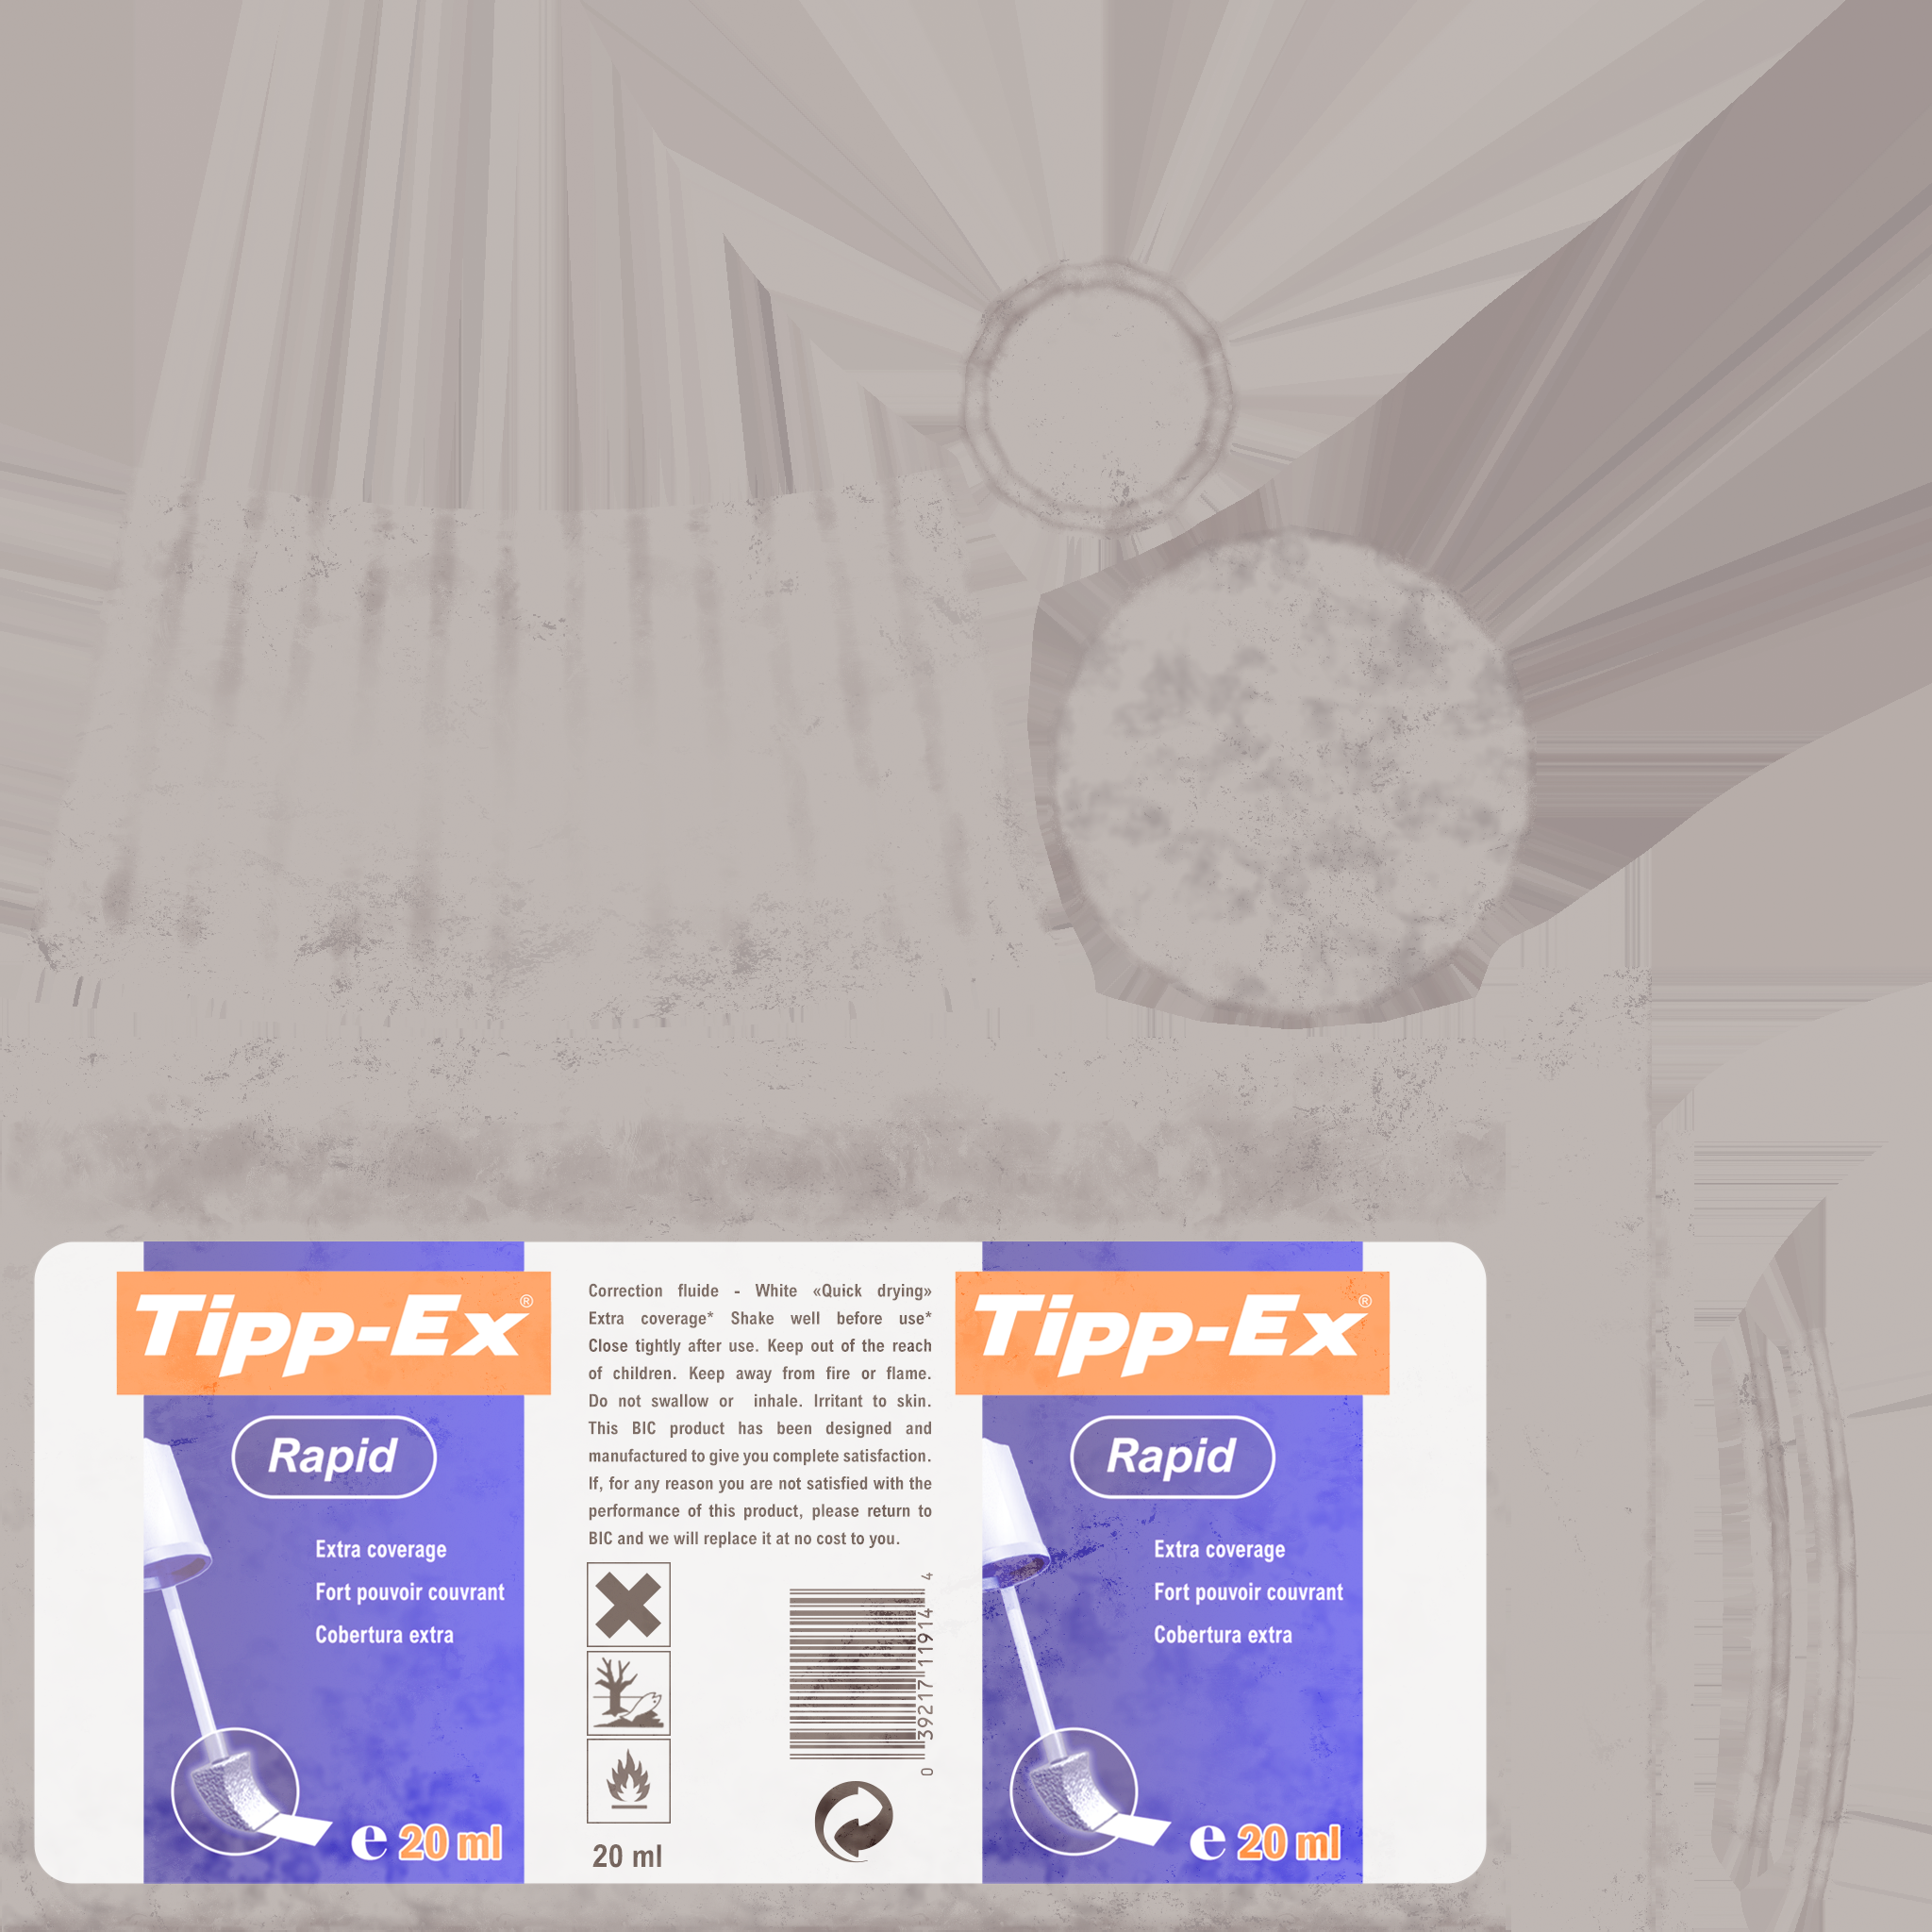 Tipp-Ex®
Rapid
Extra coverage
Fort pouvoir couvrant
Cobertura extra
e 20 ml
Correction fluide - White «Quick drying»
Extra coverage* Shake well before use*
Close tightly after use. Keep out of the reach
of children. Keep away from fire or flame.
Do not swallow or inhale. Irritant to skin.
This BIC product has been designed and
manufactured to give you complete satisfaction.
If, for any reason you are not satisfied with the
performance of this product, please return to
BIC and we will replace it at no cost to you.
0 39217 11914 4
20 ml
Tipp-Ex®
Rapid
Extra coverage
Fort pouvoir couvrant
Cobertura extra
e 20 ml